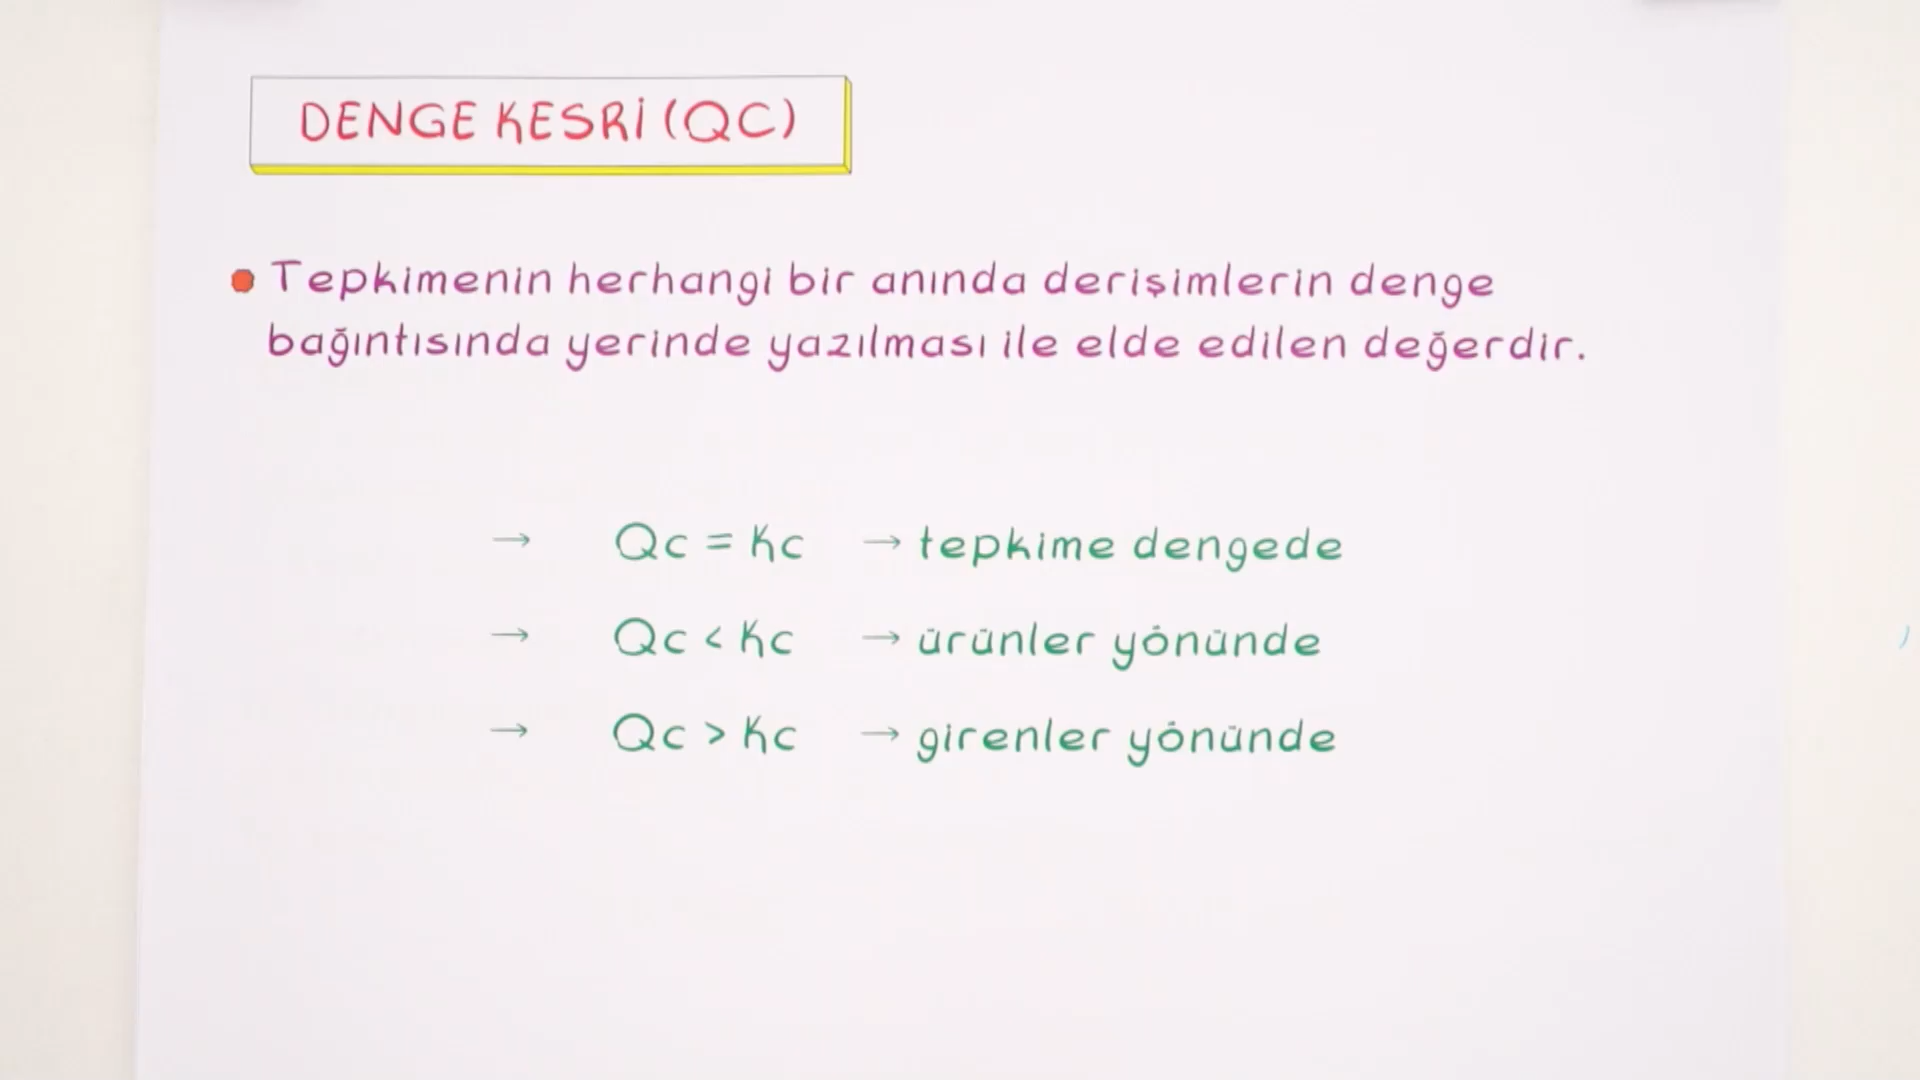 DENGE KESRİ (QC)
Tepkimenin herhangi bir anında derişimlerin denge
bağıntısında yerinde yazılması ile elde edilen değerdir.
→ Qc = Kc → tepkime dengede
→ Qc < Kc → ürünler yönünde
→ Qc > Kc → girenler yönünde